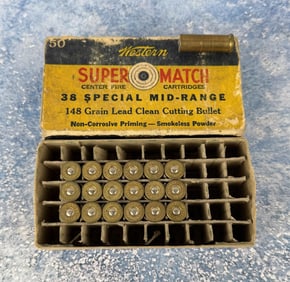 50
Western
SUPER MATCH
CENTER FIRE CARTRIDGES
38 SPECIAL MID-RANGE
148 Grain Lead Clean Cutting Bullet
Non-Corrosive Priming — Smokeless Powder